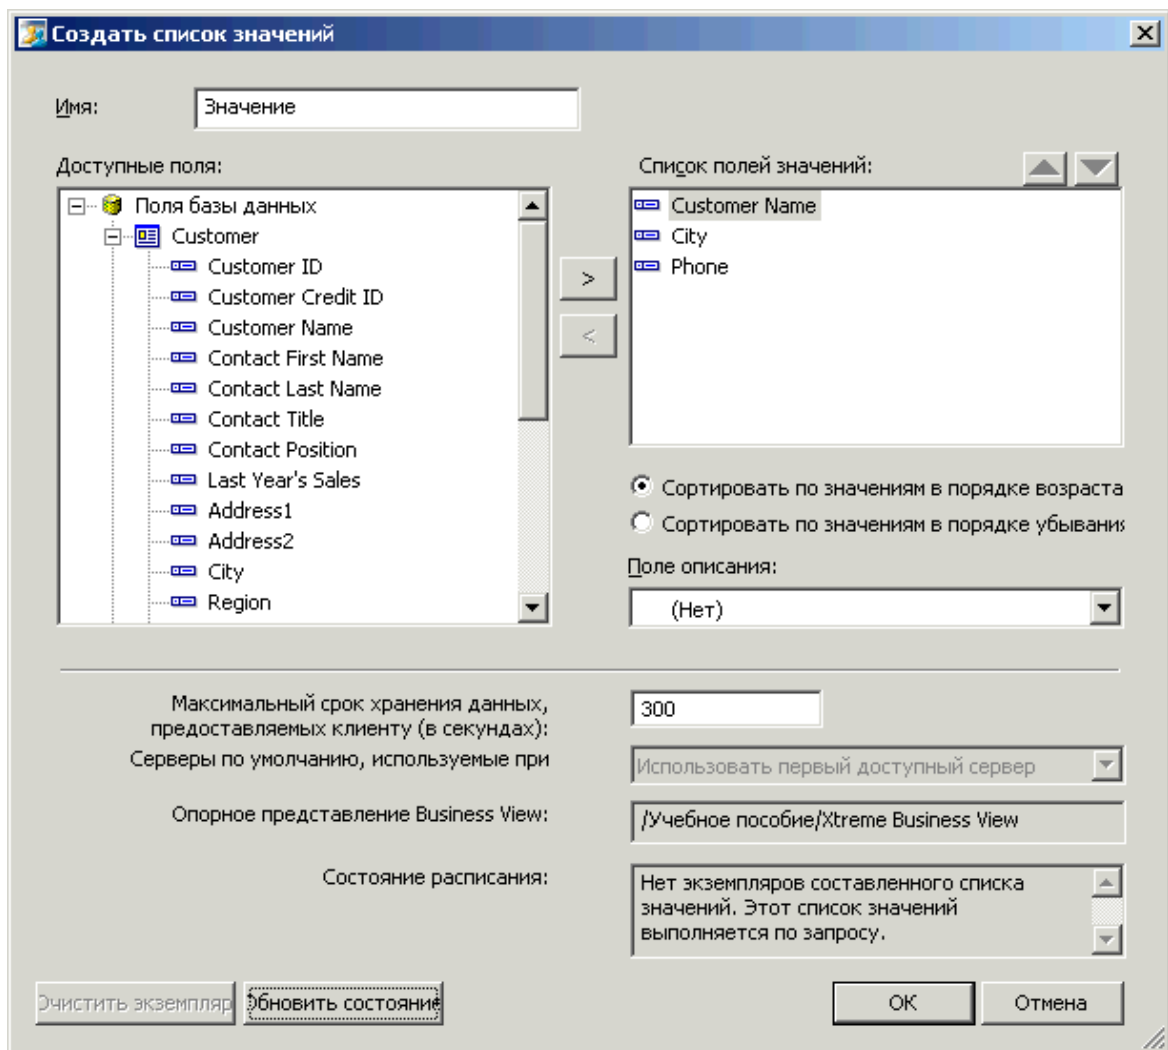 Создать список значений
Имя:
Значение
Доступные поля:
Поля базы данных
Customer
Customer ID
Customer Credit ID
Customer Name
Contact First Name
Contact Last Name
Contact Title
Contact Position
Last Year's Sales
Address1
Address2
City
Region
>
<
Список полей значений:
Customer Name
City
Phone
Сортировать по значениям в порядке возраста
Сортировать по значениям в порядке убывания
Поле описания:
(Нет)
Максимальный срок хранения данных,
предоставляемых клиенту (в секундах):
300
Серверы по умолчанию, используемые при
Использовать первый доступный сервер
Опорное представление Business View:
/Учебное пособие/Xtreme Business View
Состояние расписания:
Нет экземпляров составленного списка
значений. Этот список значений
выполняется по запросу.
Очистить экземпляр
Обновить состояние
OK
Отмена